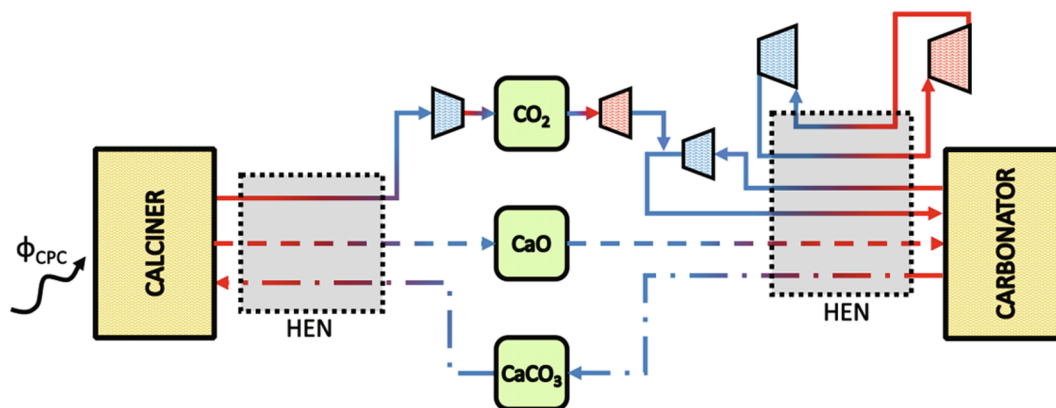 CO₂
CALCINER
CARBONATOR
ϕCPC
CaO
HEN
HEN
CaCO₃